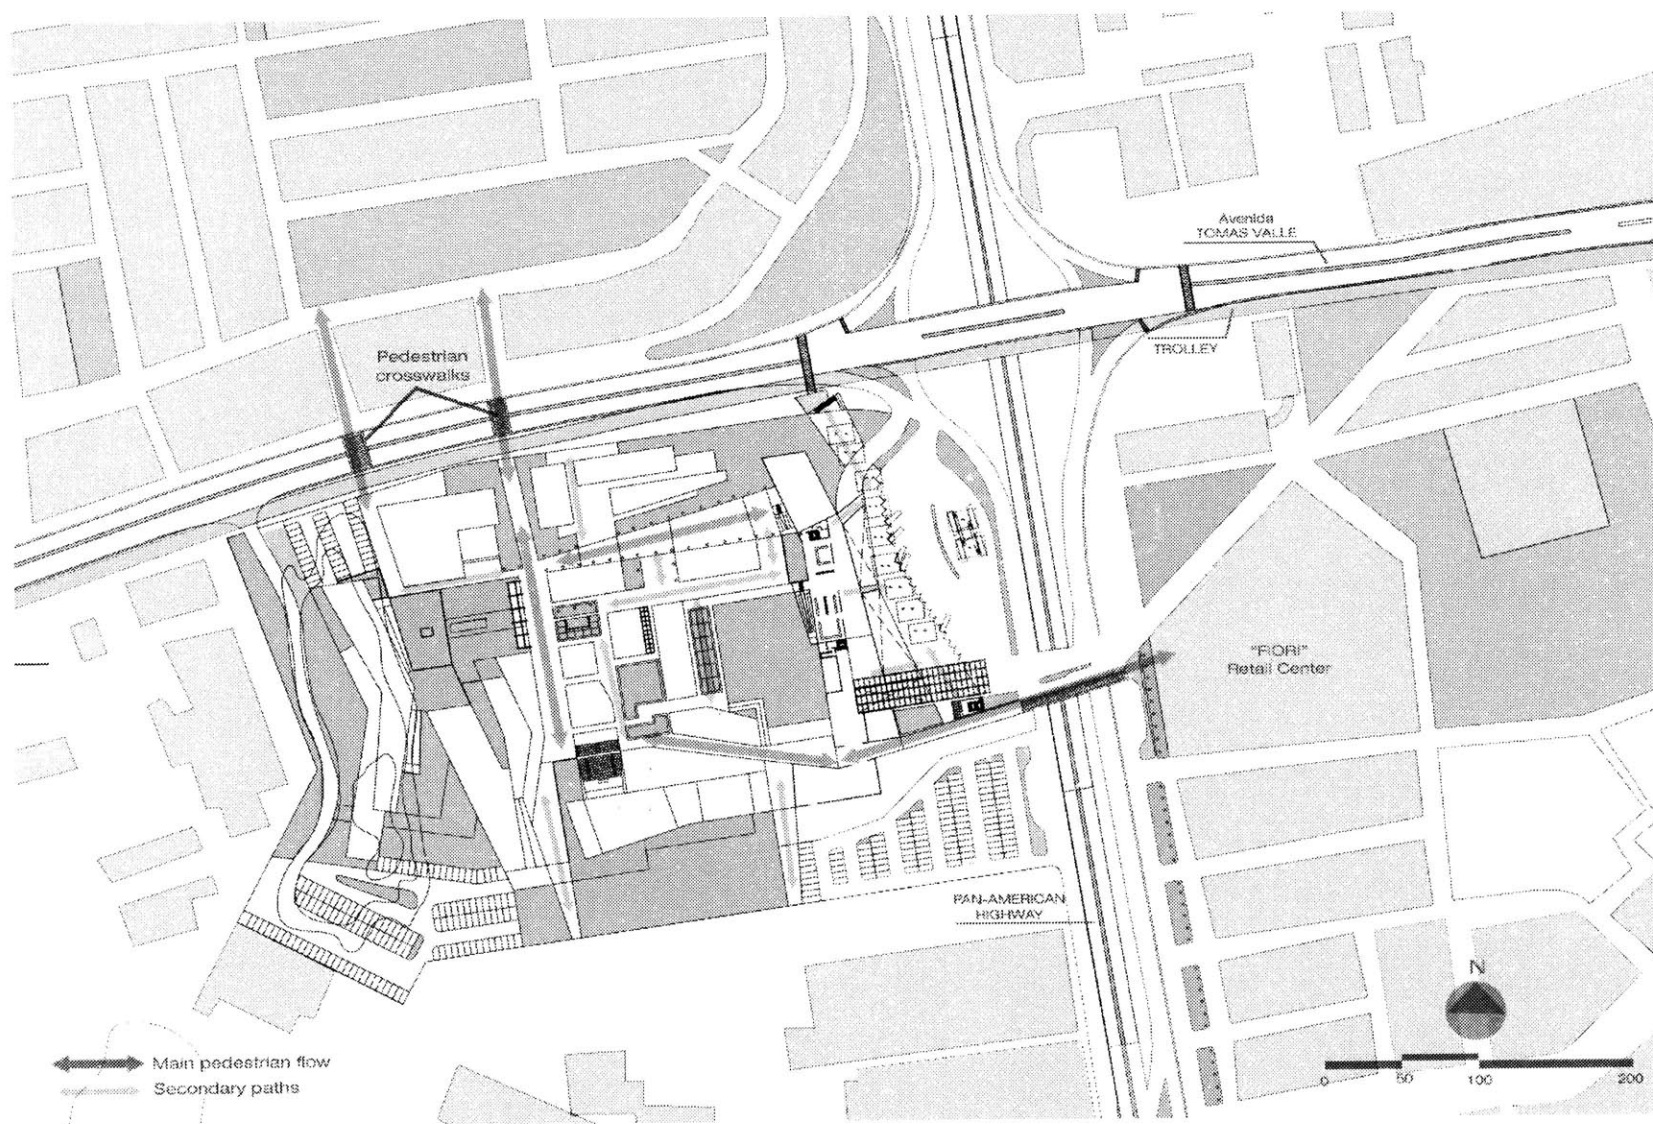 Avenida
TOMAS VALLE
TROLLEY
Pedestrian
crosswalks
"FIORI"
Retail Center
PAN-AMERICAN
HIGHWAY
N
Main pedestrian flow
Secondary paths
0 50 100 200